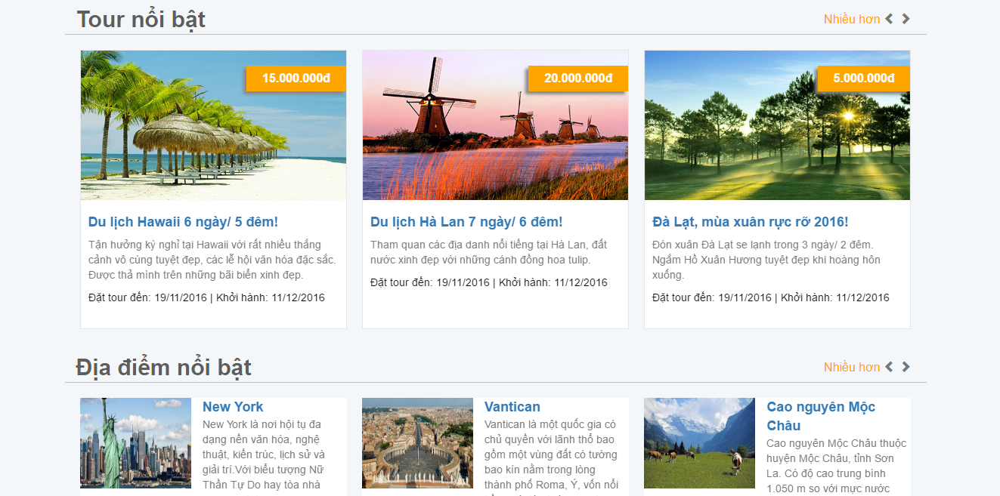 Tour nổi bật
Nhiều hơn
15.000.000đ
20.000.000đ
5.000.000đ
Du lịch Hawaii 6 ngày/ 5 đêm!
Tận hưởng kỳ nghỉ tại Hawaii với rất nhiều thắng
cảnh vô cùng tuyệt đẹp, các lễ hội văn hóa đặc sắc.
Được thả mình trên những bãi biển xinh đẹp.
Đặt tour đến: 19/11/2016 | Khởi hành: 11/12/2016
Du lịch Hà Lan 7 ngày/ 6 đêm!
Tham quan các địa danh nổi tiếng tại Hà Lan, đất
nước xinh đẹp với những cánh đồng hoa tulip.
Đặt tour đến: 19/11/2016 | Khởi hành: 11/12/2016
Đà Lạt, mùa xuân rực rỡ 2016!
Đón xuân Đà Lạt se lạnh trong 3 ngày/ 2 đêm.
Ngắm Hồ Xuân Hương tuyệt đẹp khi hoàng hôn
xuống.
Đặt tour đến: 19/11/2016 | Khởi hành: 11/12/2016
Địa điểm nổi bật
Nhiều hơn
New York
New York là nơi hội tụ đa
dạng nền văn hóa, nghệ
thuật, kiến trúc, lịch sử và
giải trí.Với biểu tượng Nữ
Thần Tự Do hay tòa nhà
Vantican
Vantican là một quốc gia có
chủ quyền với lãnh thổ bao
gồm một vùng đất có tường
bao kín nằm trong lòng
thành phố Roma, Ý, vốn nổi
Cao nguyên Mộc
Châu
Cao nguyên Mộc Châu thuộc
huyện Mộc Châu, tỉnh Sơn
La. Có độ cao trung bình
1.050 m so với mực nước